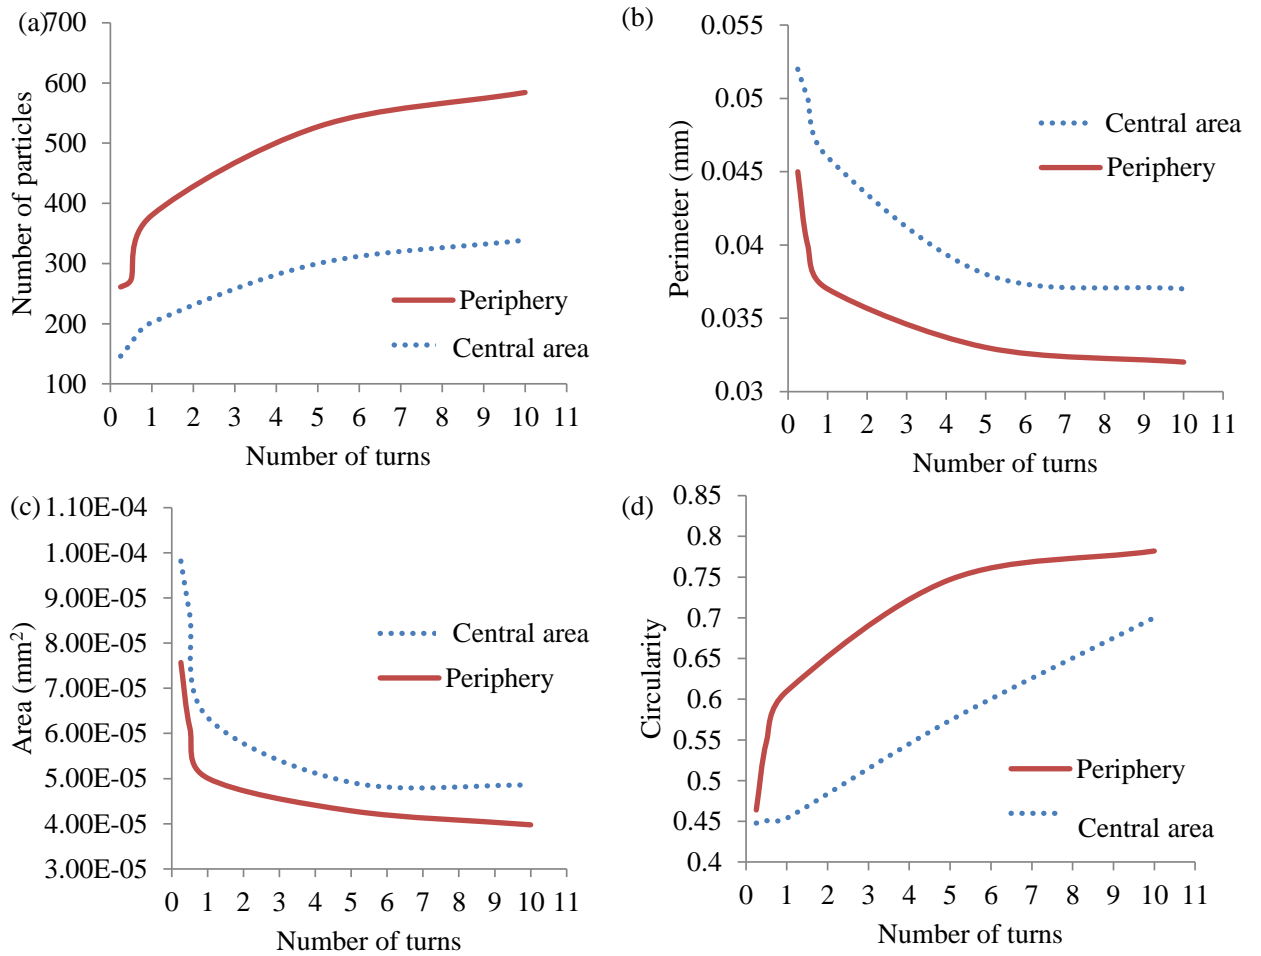 (a)
700
600
500
400
300
200
100
Number of particles
Periphery
Central area
0 1 2 3 4 5 6 7 8 9 10 11
Number of turns
(b)
0.055
0.05
0.045
0.04
0.035
0.03
Perimeter (mm)
Central area
Periphery
0 1 2 3 4 5 6 7 8 9 10 11
Number of turns
(c)
1.10E-04
1.00E-04
9.00E-05
8.00E-05
7.00E-05
6.00E-05
5.00E-05
4.00E-05
3.00E-05
Area (mm²)
Central area
Periphery
0 1 2 3 4 5 6 7 8 9 10 11
Number of turns
(d)
0.85
0.8
0.75
0.7
0.65
0.6
0.55
0.5
0.45
0.4
Circularity
Periphery
Central area
0 1 2 3 4 5 6 7 8 9 10 11
Number of turns